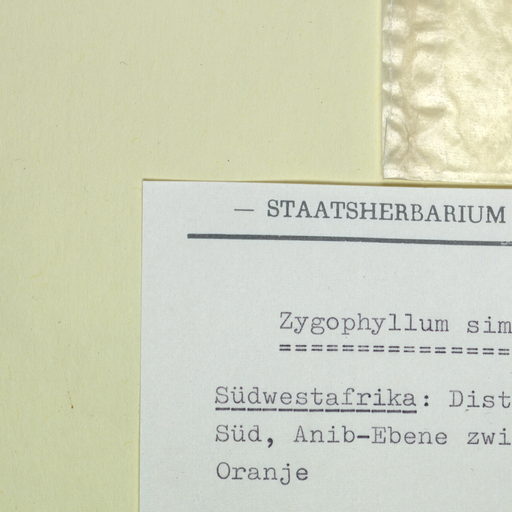 — STAATSHERBARIUM
Zygophyllum sim
Südwestafrika: Dist
Süd, Anib-Ebene zwi
Oranje